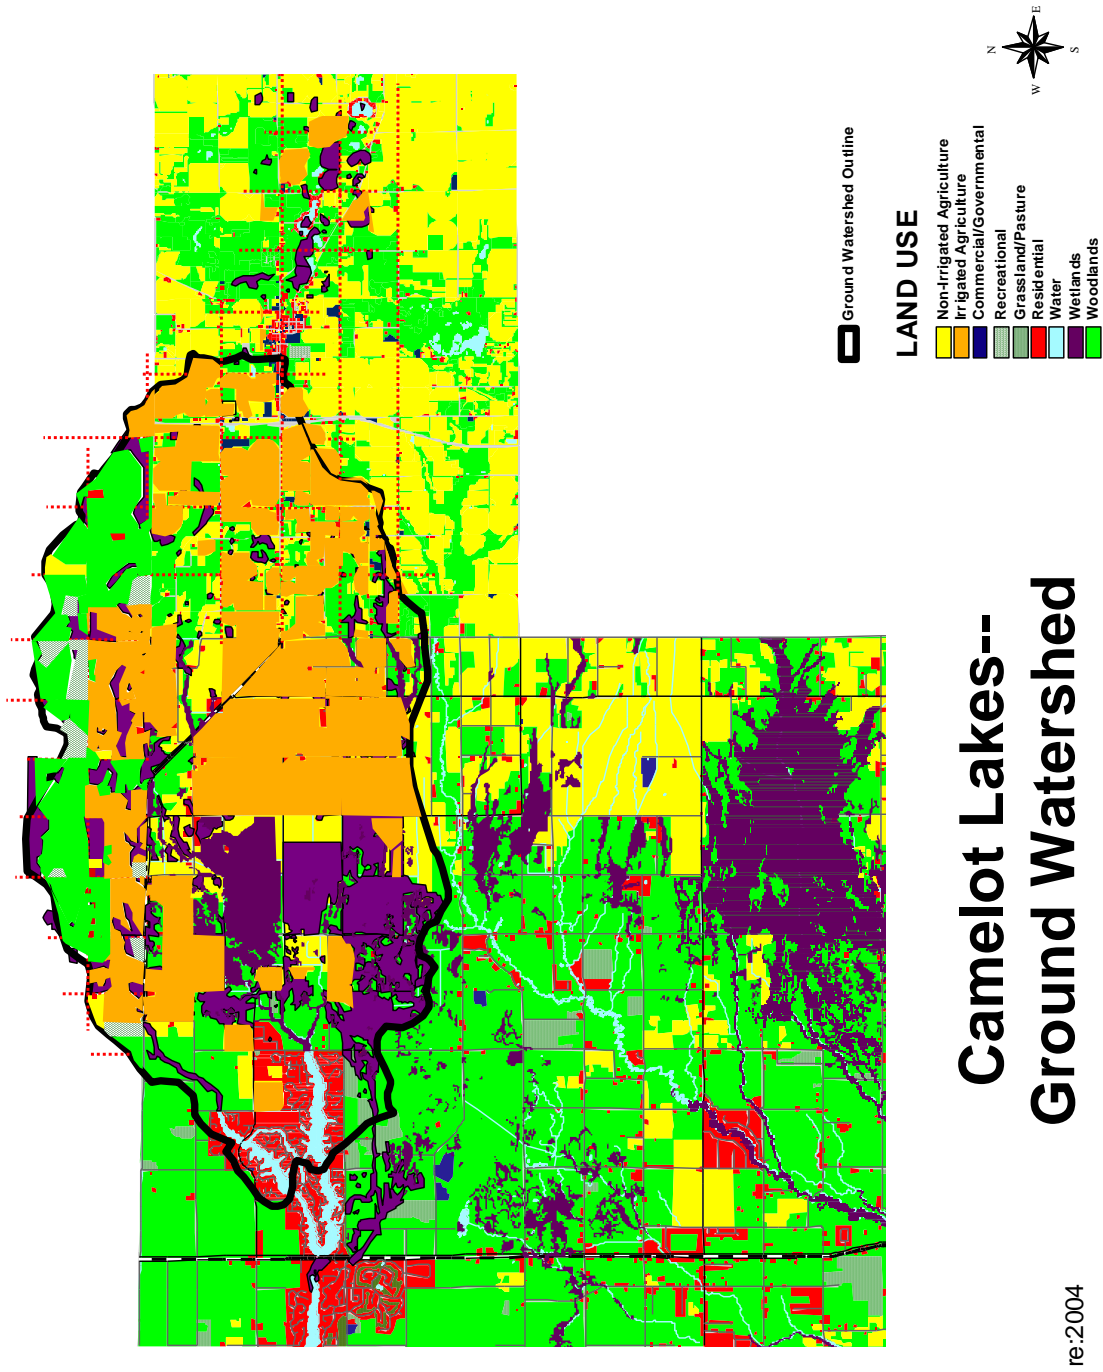 Camelot Lakes--
Ground Watershed
Ground Watershed Outline
LAND USE
Non-Irrigated Agriculture
Irrigated Agriculture
Commercial/Governmental
Recreational
Grassland/Pasture
Residential
Water
Wetlands
Woodlands
N
E
S
W
re:2004